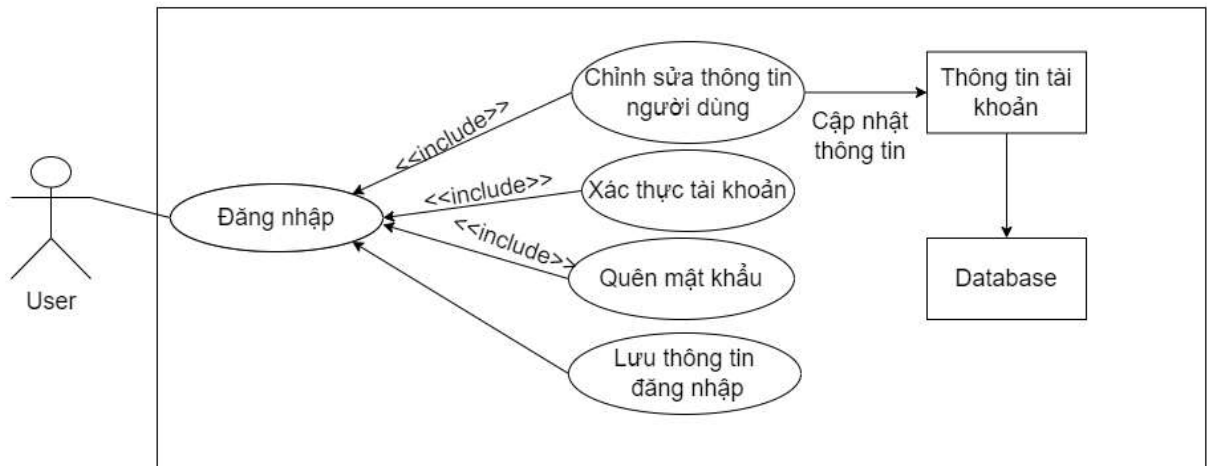 Chỉnh sửa thông tin
người dùng
Thông tin tài
khoản
Cập nhật
thông tin
<<include>>
Xác thực tài khoản
<<include>>
Đăng nhập
<<include>>
Quên mật khẩu
Database
User
Lưu thông tin
đăng nhập